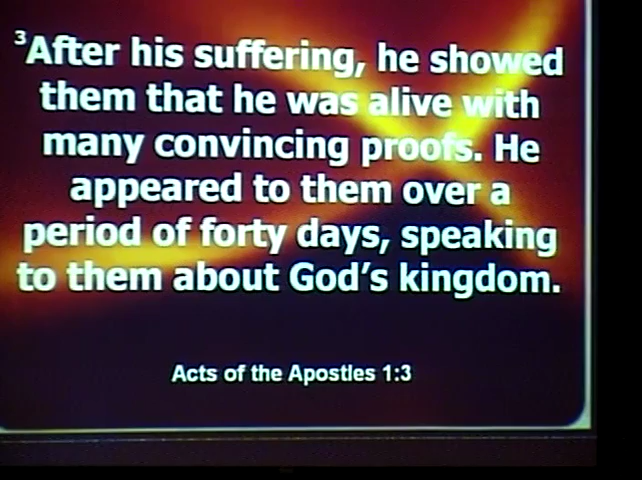 ³After his suffering, he showed
them that he was alive with
many convincing proofs. He
appeared to them over a
period of forty days, speaking
to them about God's kingdom.
Acts of the Apostles 1:3